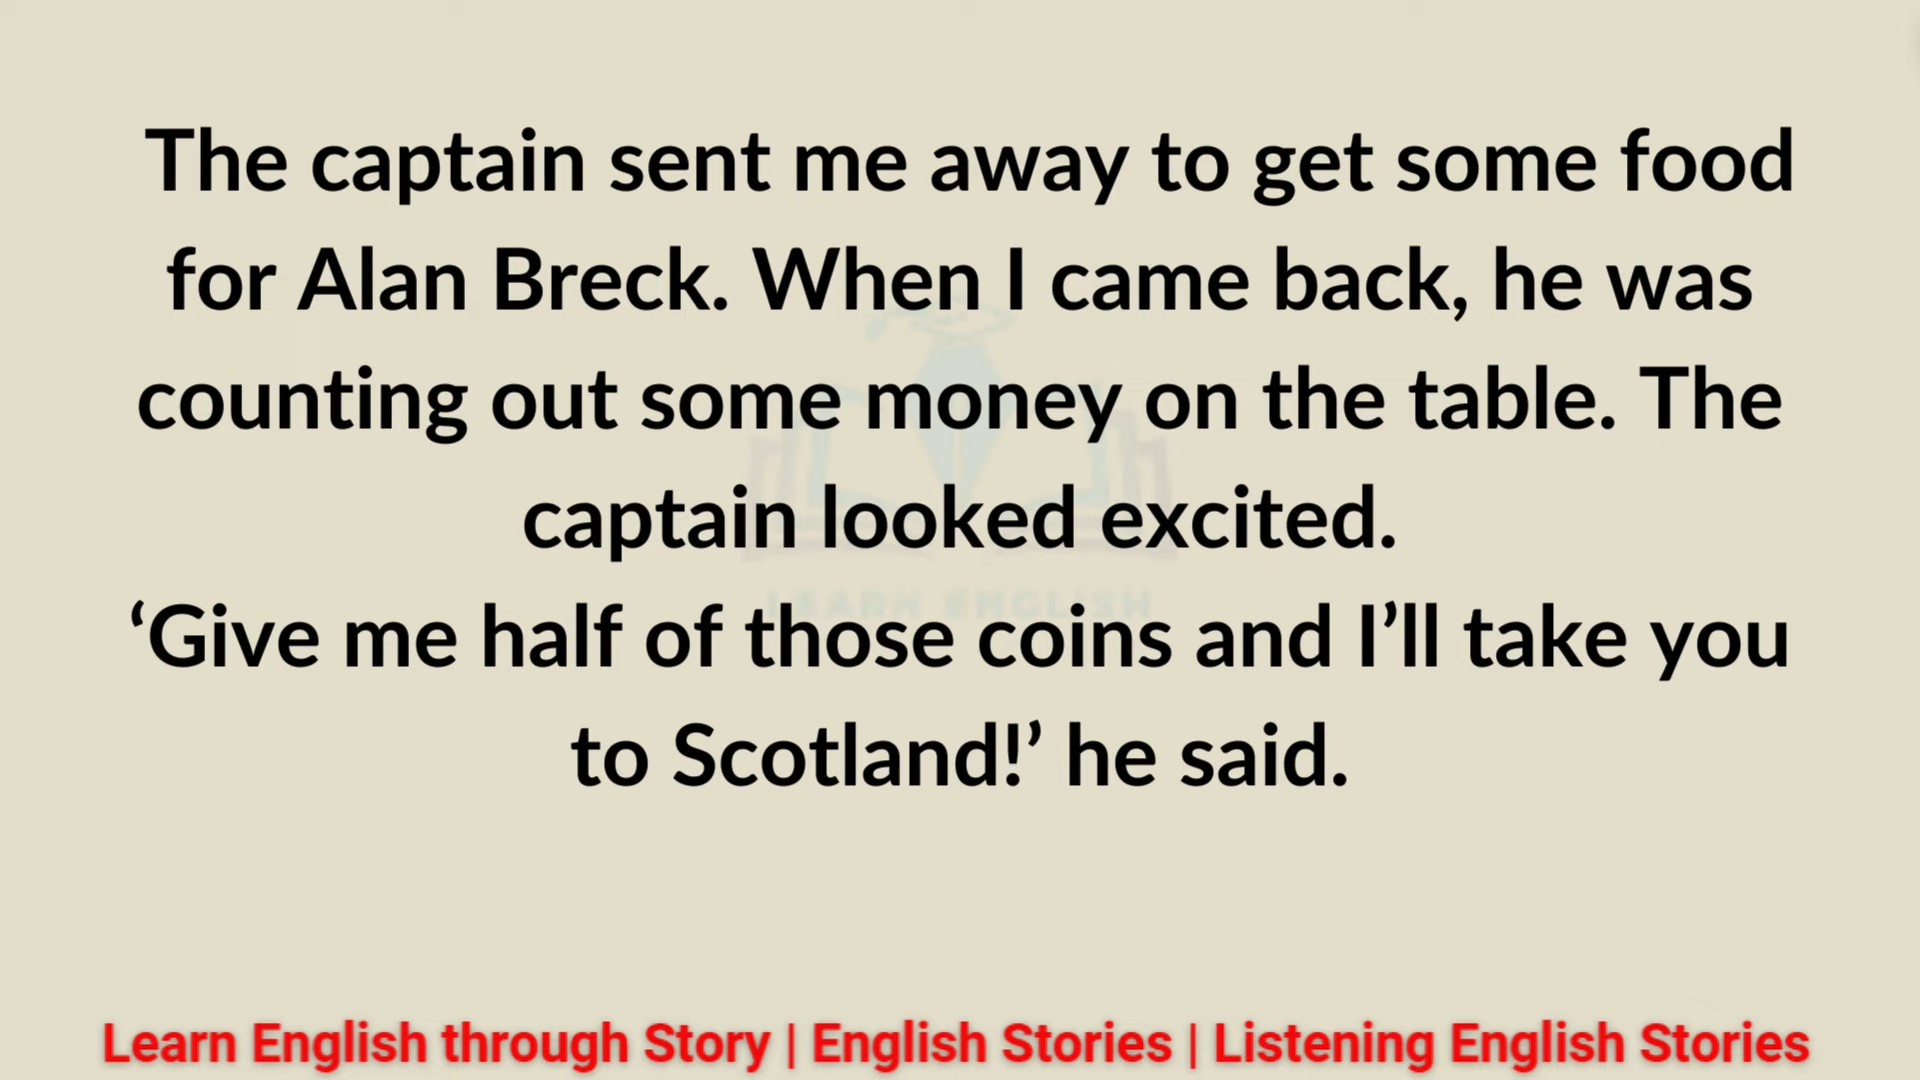 The captain sent me away to get some food
for Alan Breck. When I came back, he was
counting out some money on the table. The
captain looked excited.
‘Give me half of those coins and I’ll take you
to Scotland!’ he said.
LEARN ENGLISH
Learn English through Story | English Stories | Listening English Stories